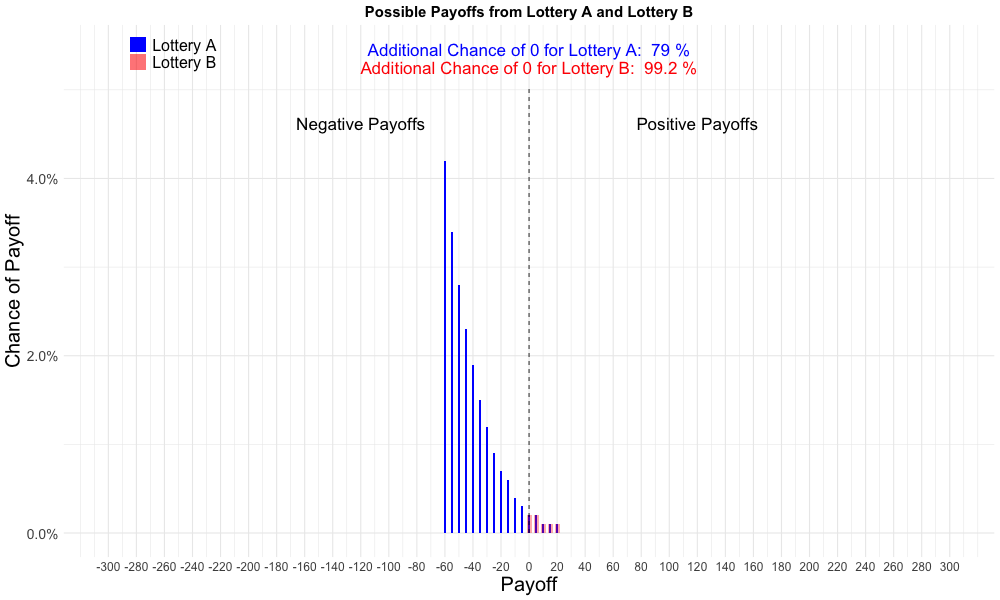 Possible Payoffs from Lottery A and Lottery B
Lottery A
Lottery B
Additional Chance of 0 for Lottery A:  79 %
Additional Chance of 0 for Lottery B:  99.2 %
Negative Payoffs
Positive Payoffs
Chance of Payoff
4.0%
2.0%
0.0%
-300 -280 -260 -240 -220 -200 -180 -160 -140 -120 -100 -80 -60 -40 -20 0 20 40 60 80 100 120 140 160 180 200 220 240 260 280 300
Payoff